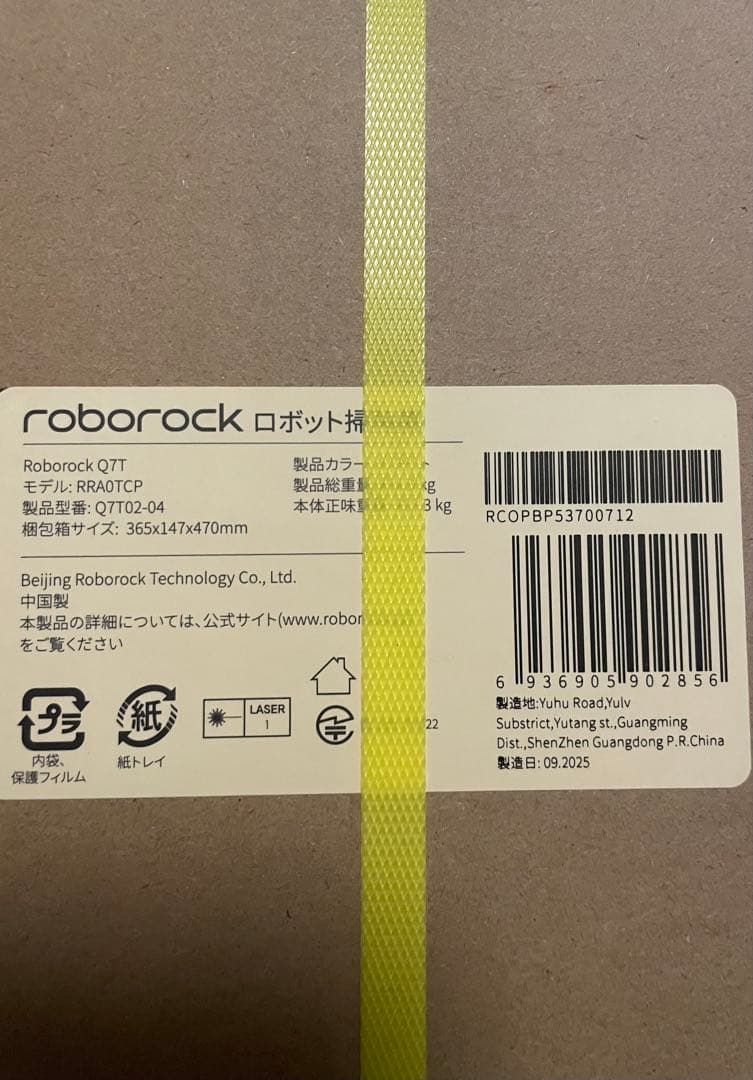 roborock ロボット掃
Roborock Q7T
モデル: RRA0TCP
製品型番: Q7T02-04
梱包箱サイズ: 365x147x470mm
製品カラー ト
製品総重量 kg
本体正味重 3 kg
RCOPBP53700712
Beijing Roborock Technology Co., Ltd.
中国製
本製品の詳細については、公式サイト(www.robor
をご覧ください
6 936905 902856
製造地:Yuhu Road,Yulv
Substrict,Yutang st.,Guangming
Dist.,ShenZhen Guangdong P.R.China
製造日: 09.2025
プラ
内袋、
保護フィルム
紙
紙トレイ
LASER
1
22